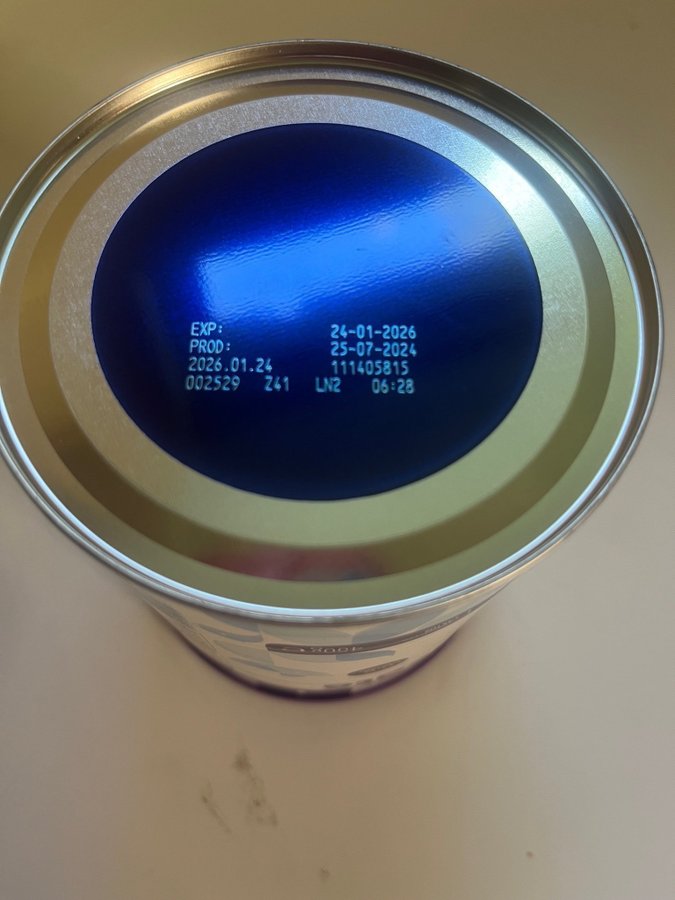 EXP: 24-01-2026
PROD: 25-07-2024
2026.01.24 111405815
002529 Z41 LN2 06:28